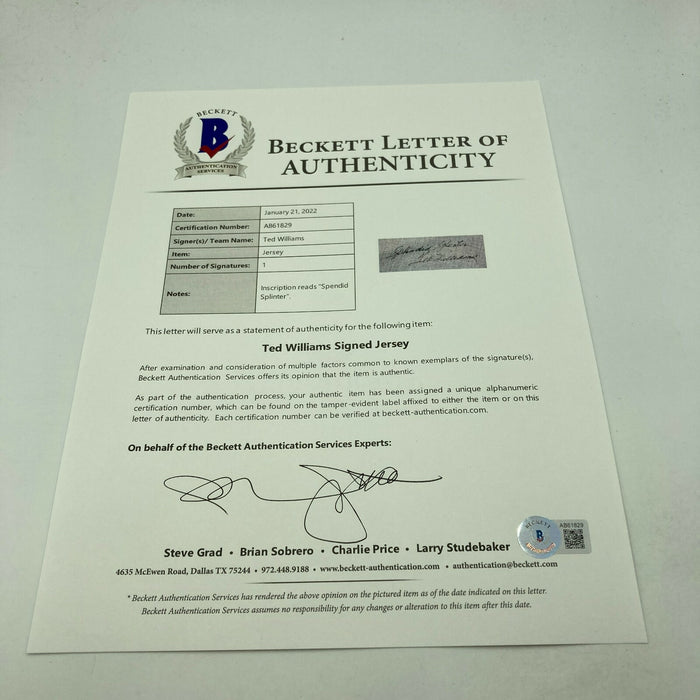 BECKETT
B
AUTHENTICATION
SERVICES
BECKETT LETTER OF
AUTHENTICITY
Date: January 21, 2022
Certification Number: AB61829
Signer(s)/ Team Name: Ted Williams
Item: Jersey
Number of Signatures: 1
Notes: Inscription reads "Spendid
Splinter".
Splendid Splinter
Ted Williams
This letter will serve as a statement of authenticity for the following item:
Ted Williams Signed Jersey
After examination and consideration of multiple factors common to known exemplars of the signature(s),
Beckett Authentication Services offers its opinion that the item is authentic.
As part of the authentication process, your authentic item has been assigned a unique alphanumeric
certification number, which can be found on the tamper-evident label affixed to either the item or on this
letter of authenticity. Each certification number can be verified at beckett-authentication.com.
On behalf of the Beckett Authentication Services Experts:
Steve Grad • Brian Sobrero • Charlie Price • Larry Studebaker
BECKETT
B
AB61829
4635 McEwen Road, Dallas TX 75244 • 972.448.9188 • www.beckett-authentication.com • authentication@beckett.com
* Beckett Authentication Services has rendered the above opinion on the pictured item as of the date indicated on this letter.
Beckett Authentication Services assumes no responsibility for any changes or alteration to this item after this date.